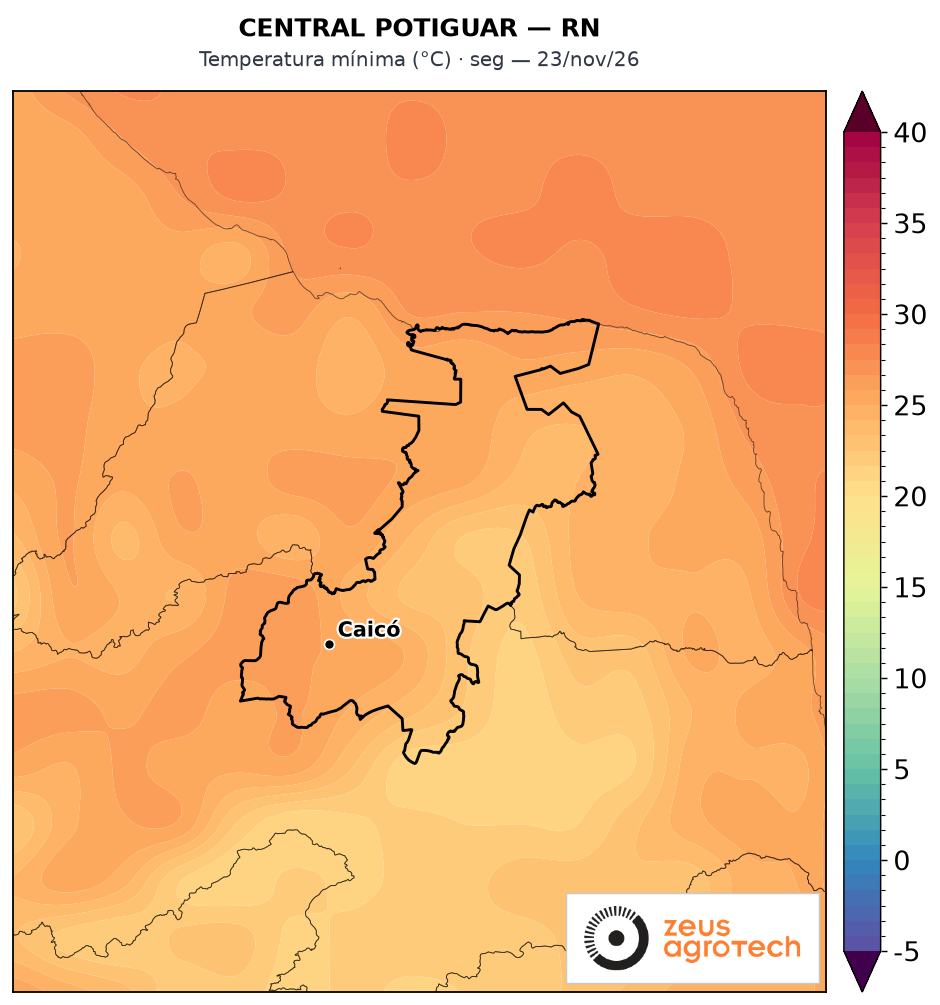 CENTRAL POTIGUAR — RN
Temperatura mínima (°C) · seg — 23/nov/26
40
35
30
25
20
15
10
5
0
-5
Caicó
zeus
agrotech